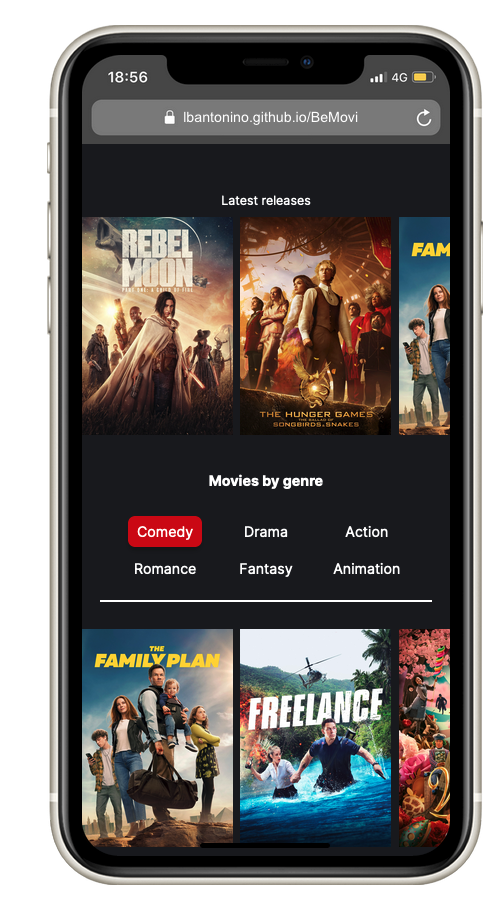 18:56
4G
lbantonino.github.io/BeMovi
Latest releases
REBEL
MOON
PART ONE: A CHILD OF FIRE
FAM
THE HUNGER GAMES
THE BALLAD OF
SONGBIRDS & SNAKES
Movies by genre
Comedy Drama Action
Romance Fantasy Animation
THE
FAMILY PLAN
FREELANCE
2